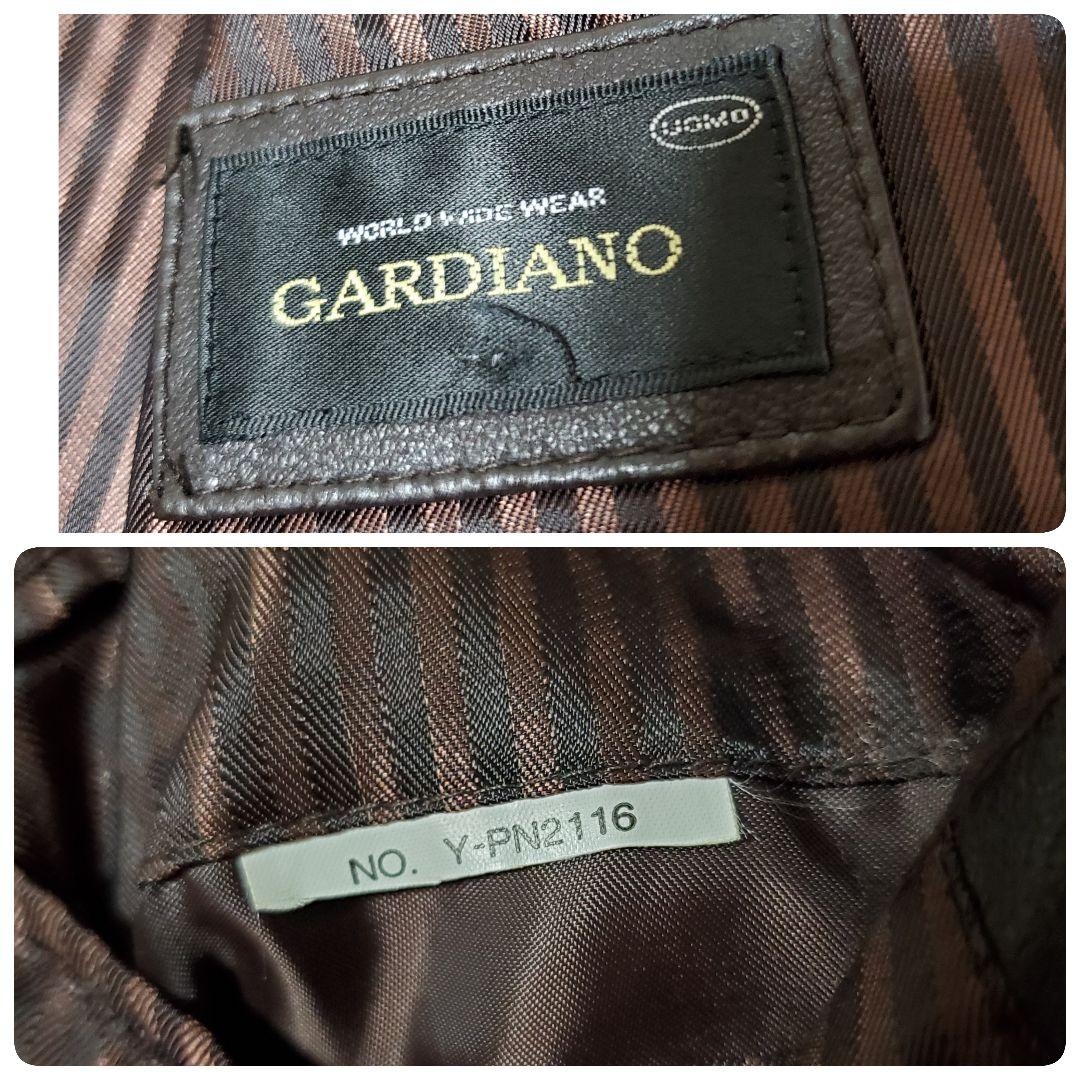 UOMO
WORLD WIDE WEAR
GARDIANO
NO. Y-PN2116